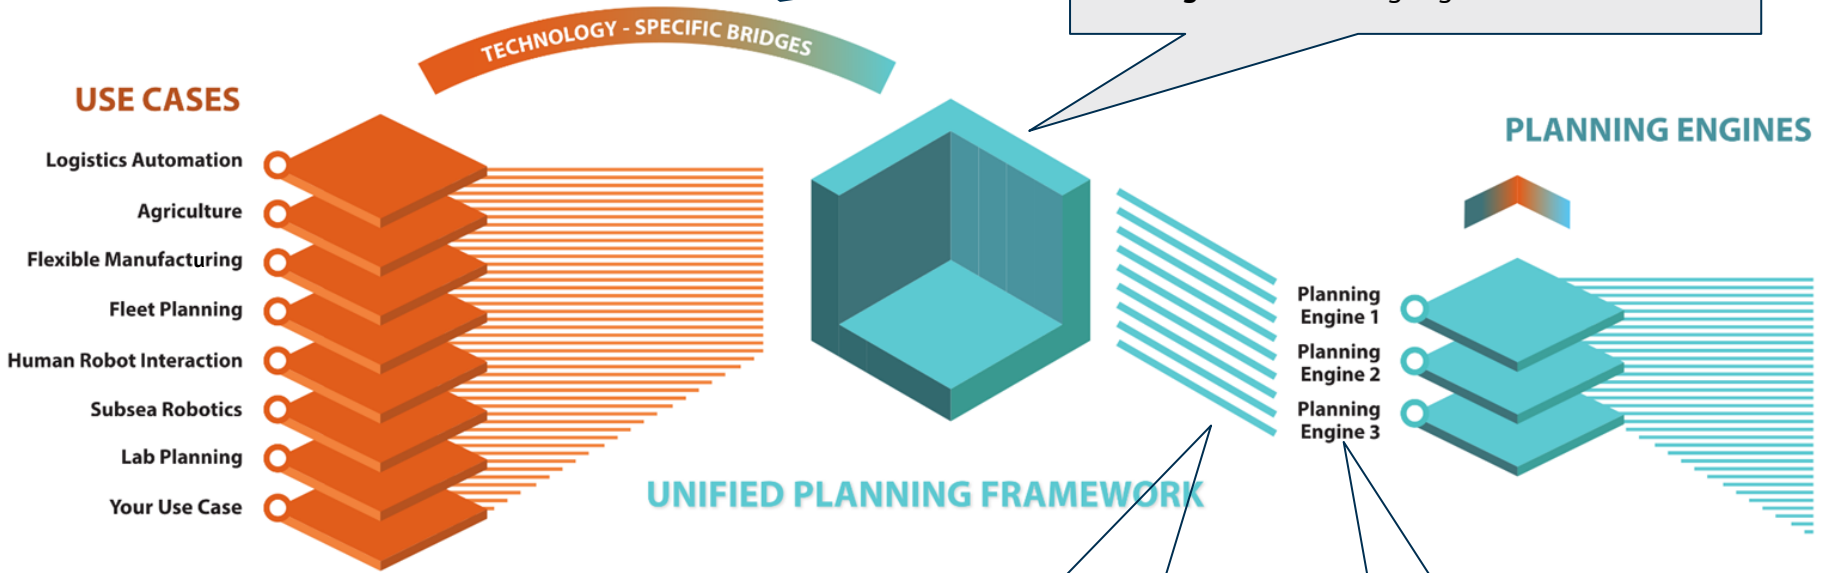 TECHNOLOGY - SPECIFIC BRIDGES
USE CASES
Logistics Automation
Agriculture
Flexible Manufacturing
Fleet Planning
Human Robot Interaction
Subsea Robotics
Lab Planning
Your Use Case
UNIFIED PLANNING FRAMEWORK
PLANNING ENGINES
Planning
Engine 1
Planning
Engine 2
Planning
Engine 3